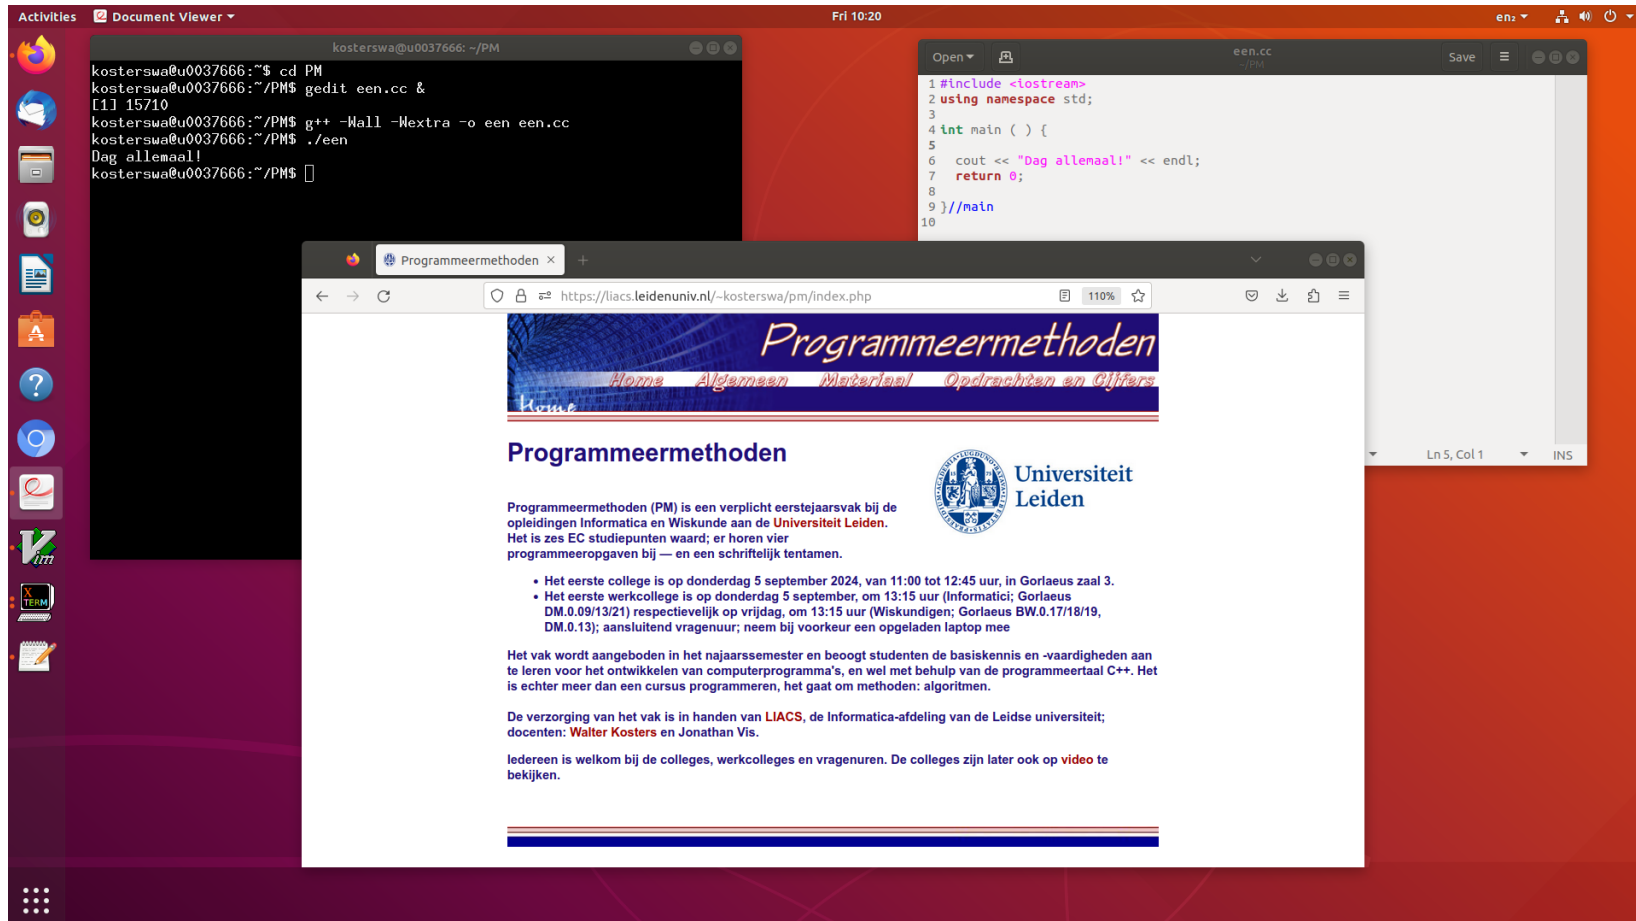 Activities Document Viewer Fri 10:20 en₂
kosterswa@u0037666: ~/PM
kosterswa@u0037666:~$ cd PM
kosterswa@u0037666:~/PM$ gedit een.cc &
[1] 15710
kosterswa@u0037666:~/PM$ g++ -Wall -Wextra -o een een.cc
kosterswa@u0037666:~/PM$ ./een
Dag allemaal!
kosterswa@u0037666:~/PM$
Open een.cc Save
~/PM
1 #include <iostream>
2 using namespace std;
3
4 int main ( ) {
5
6 cout << "Dag allemaal!" << endl;
7 return 0;
8
9 }//main
10
Ln 5, Col 1 INS
Programmeermethoden
https://liacs.leidenuniv.nl/~kosterswa/pm/index.php 110%
Programmeermethoden
Home Algemeen Materiaal Opdrachten en Cijfers
Home
Programmeermethoden
Universiteit
Leiden
Programmeermethoden (PM) is een verplicht eerstejaarsvak bij de
opleidingen Informatica en Wiskunde aan de Universiteit Leiden.
Het is zes EC studiepunten waard; er horen vier
programmeeropgaven bij — en een schriftelijk tentamen.
• Het eerste college is op donderdag 5 september 2024, van 11:00 tot 12:45 uur, in Gorlaeus zaal 3.
• Het eerste werkcollege is op donderdag 5 september, om 13:15 uur (Informatici; Gorlaeus
DM.0.09/13/21) respectievelijk op vrijdag, om 13:15 uur (Wiskundigen; Gorlaeus BW.0.17/18/19,
DM.0.13); aansluitend vragenuur; neem bij voorkeur een opgeladen laptop mee
Het vak wordt aangeboden in het najaarssemester en beoogt studenten de basiskennis en -vaardigheden aan
te leren voor het ontwikkelen van computerprogramma's, en wel met behulp van de programmeertaal C++. Het
is echter meer dan een cursus programmeren, het gaat om methoden: algoritmen.
De verzorging van het vak is in handen van LIACS, de Informatica-afdeling van de Leidse universiteit;
docenten: Walter Kosters en Jonathan Vis.
Iedereen is welkom bij de colleges, werkcolleges en vragenuren. De colleges zijn later ook op video te
bekijken.
Vim
X
TERM